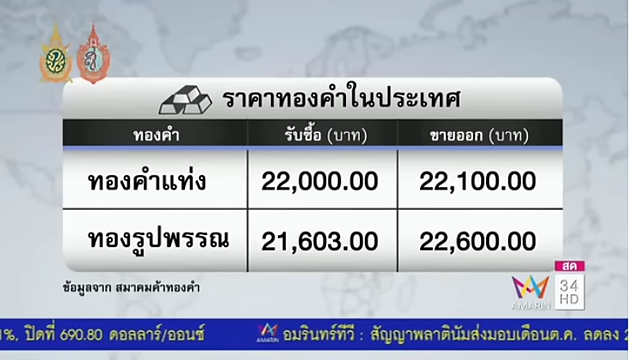 ราคาทองคำในประเทศ
ทองคำ รับซื้อ (บาท) ขายออก (บาท)
ทองคำแท่ง 22,000.00 22,100.00
ทองรูปพรรณ 21,603.00 22,600.00
ข้อมูลจาก สมาคมค้าทองคำ
สด
34
HD
AMARIN
1%, ปิดที่ 690.80 ดอลลาร์/ออนซ์ AMARIN อมรินทร์ทีวี : สัญญาพลาตินัมส่งมอบเดือนต.ค. ลดลง 2